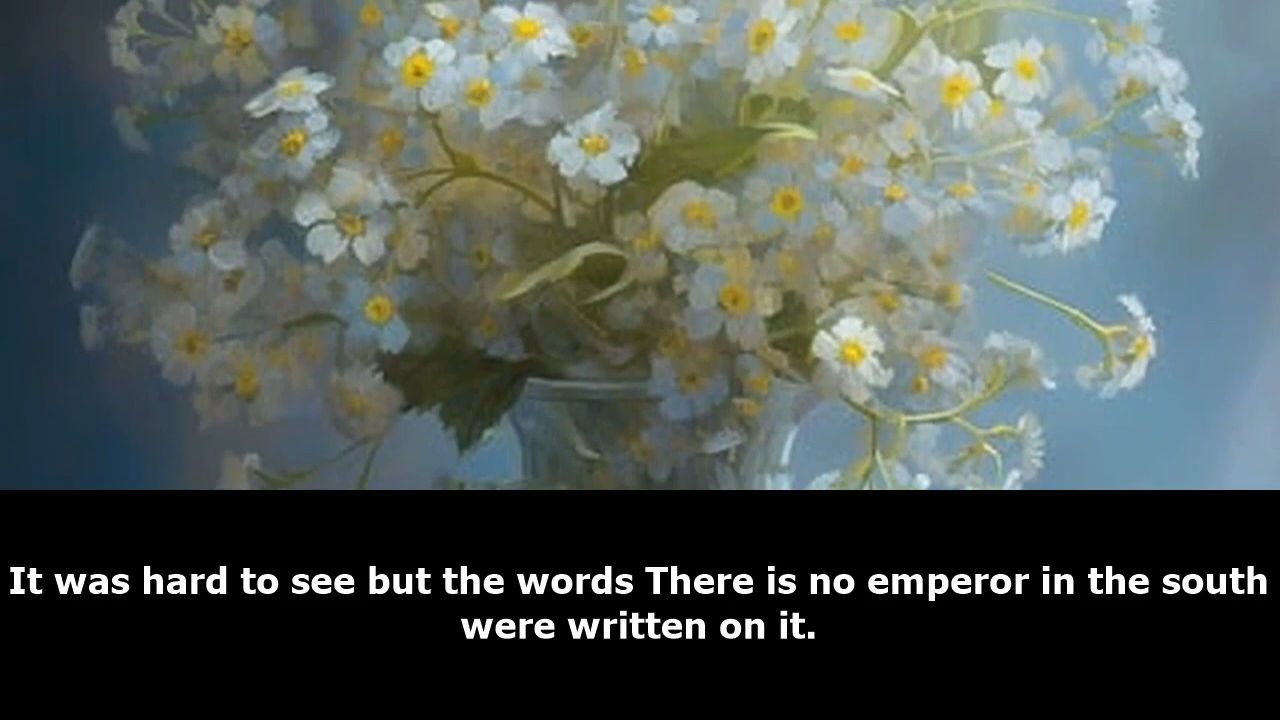 It was hard to see but the words There is no emperor in the south
were written on it.